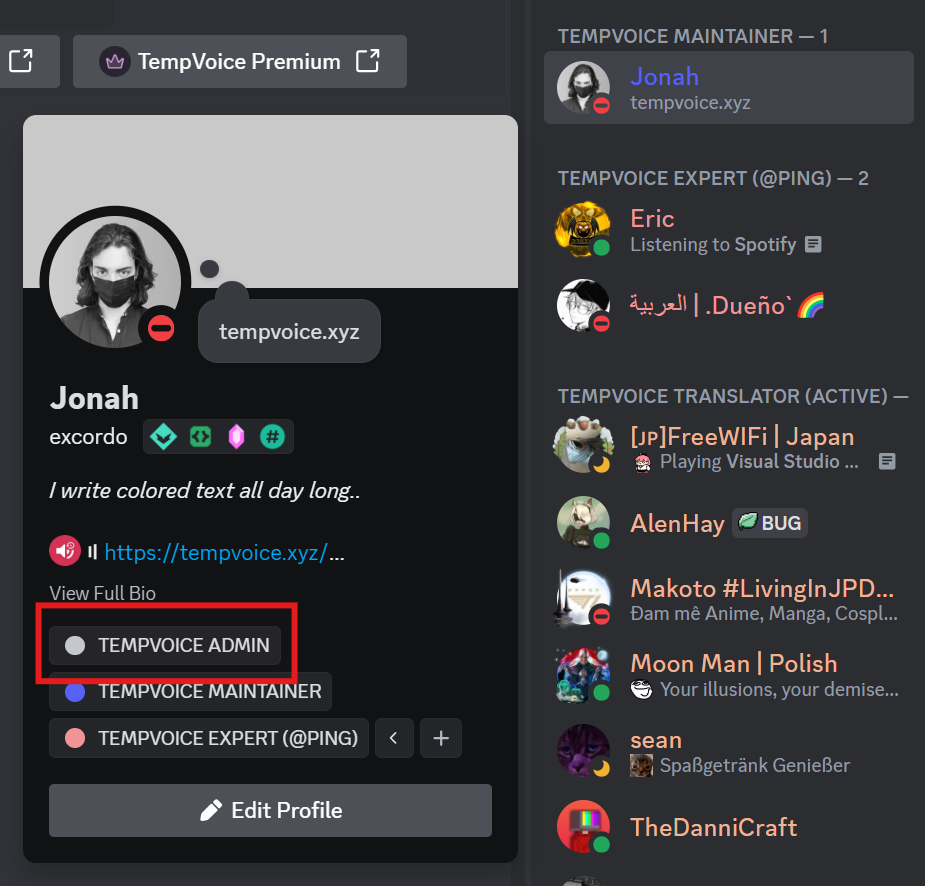 TempVoice Premium
tempvoice.xyz
Jonah
excordo
I write colored text all day long..
https://tempvoice.xyz/...
View Full Bio
TEMPVOICE ADMIN
TEMPVOICE MAINTAINER
TEMPVOICE EXPERT (@PING)
Edit Profile
TEMPVOICE MAINTAINER — 1
Jonah
tempvoice.xyz
TEMPVOICE EXPERT (@PING) — 2
Eric
Listening to Spotify
العربية | .Dueño`
TEMPVOICE TRANSLATOR (ACTIVE) —
[JP]FreeWIFi | Japan
Playing Visual Studio ...
AlenHay BUG
Makoto #LivingInJPD...
Đam mê Anime, Manga, Cospl...
Moon Man | Polish
Your illusions, your demise...
sean
Spaßgetränk Genießer
TheDanniCraft